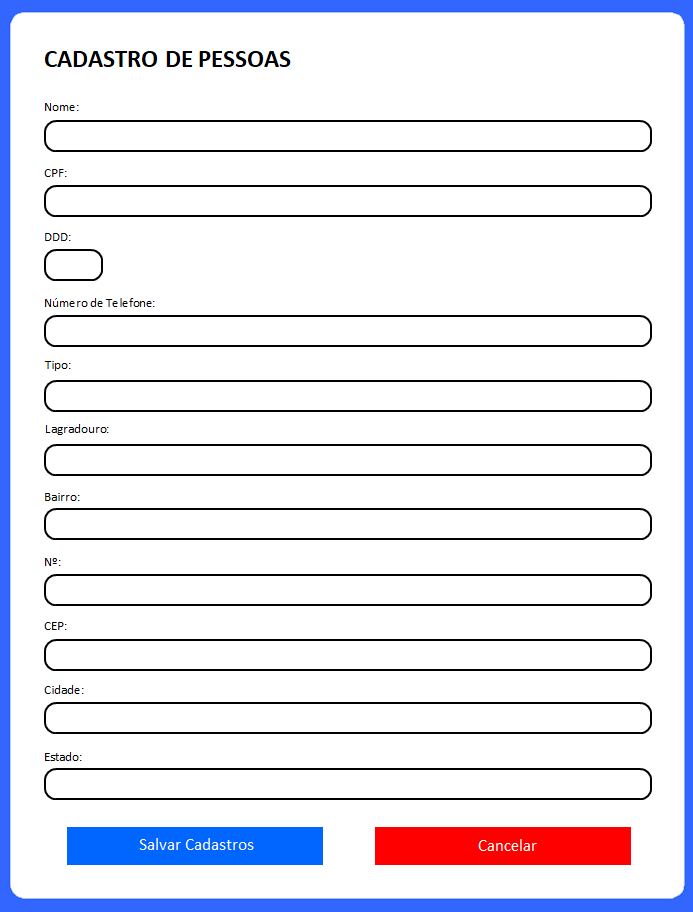 CADASTRO DE PESSOAS
Nome:
CPF:
DDD:
Número de Telefone:
Tipo:
Lagradouro:
Bairro:
Nº:
CEP:
Cidade:
Estado:
Salvar Cadastros
Cancelar